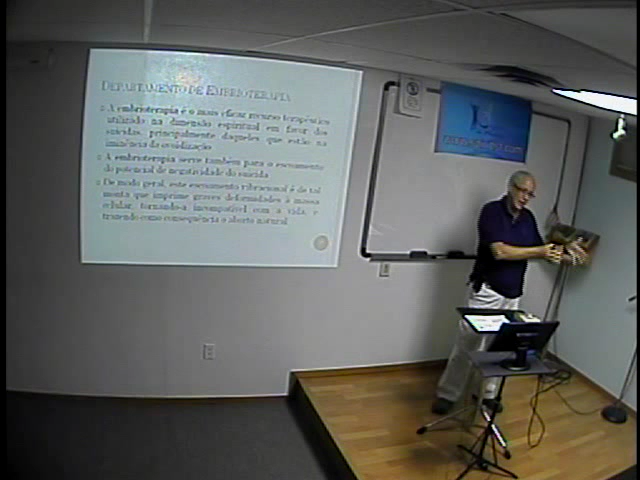 DEPARTAMENTO DE EMBRIOTERAPIA
A embrioterapia é o mais eficaz recurso terapêutico
utilizado na dimensão espiritual em favor dos
suicidas, principalmente daqueles que estão na
iminência da ovoidização
A embrioterapia serve também para o escoamento
do potencial de negatividade do suicida
De modo geral, este escoamento vibracional é de tal
monta que imprime graves deformidades à massa
celular, tornando-a incompatível com a vida, e
trazendo como consequência o aborto natural